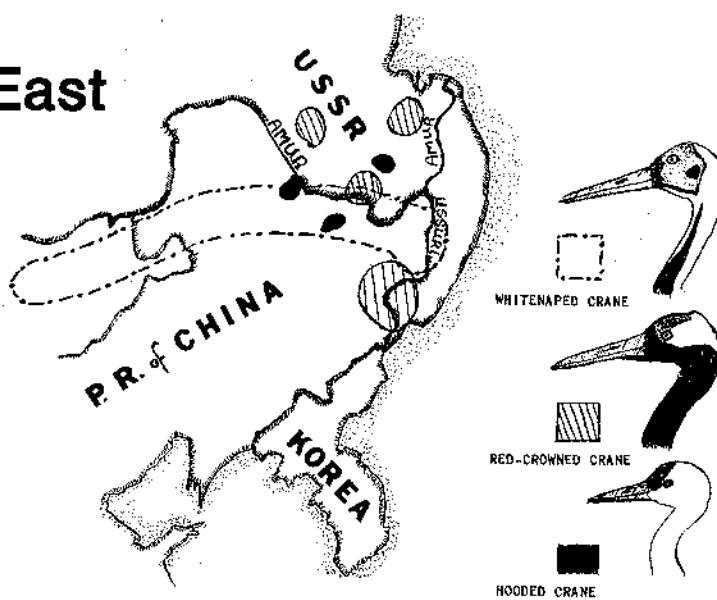 East
USSR
AMUR
AMUR
USSURI
P.R. of CHINA
KOREA
WHITENAPED CRANE
RED-CROWNED CRANE
HOODED CRANE